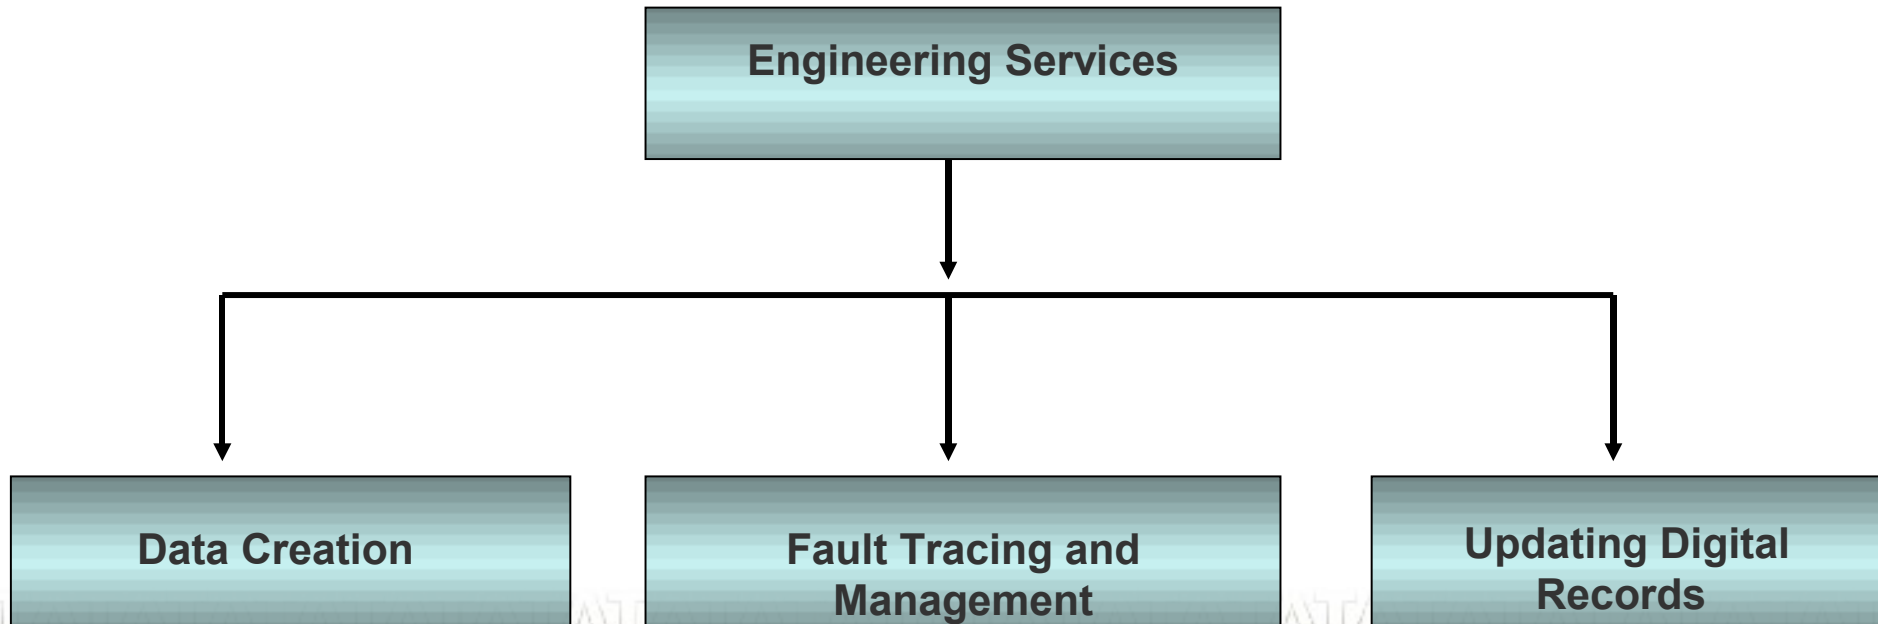 Engineering Services
Data Creation
Fault Tracing and
Management
Updating Digital
Records